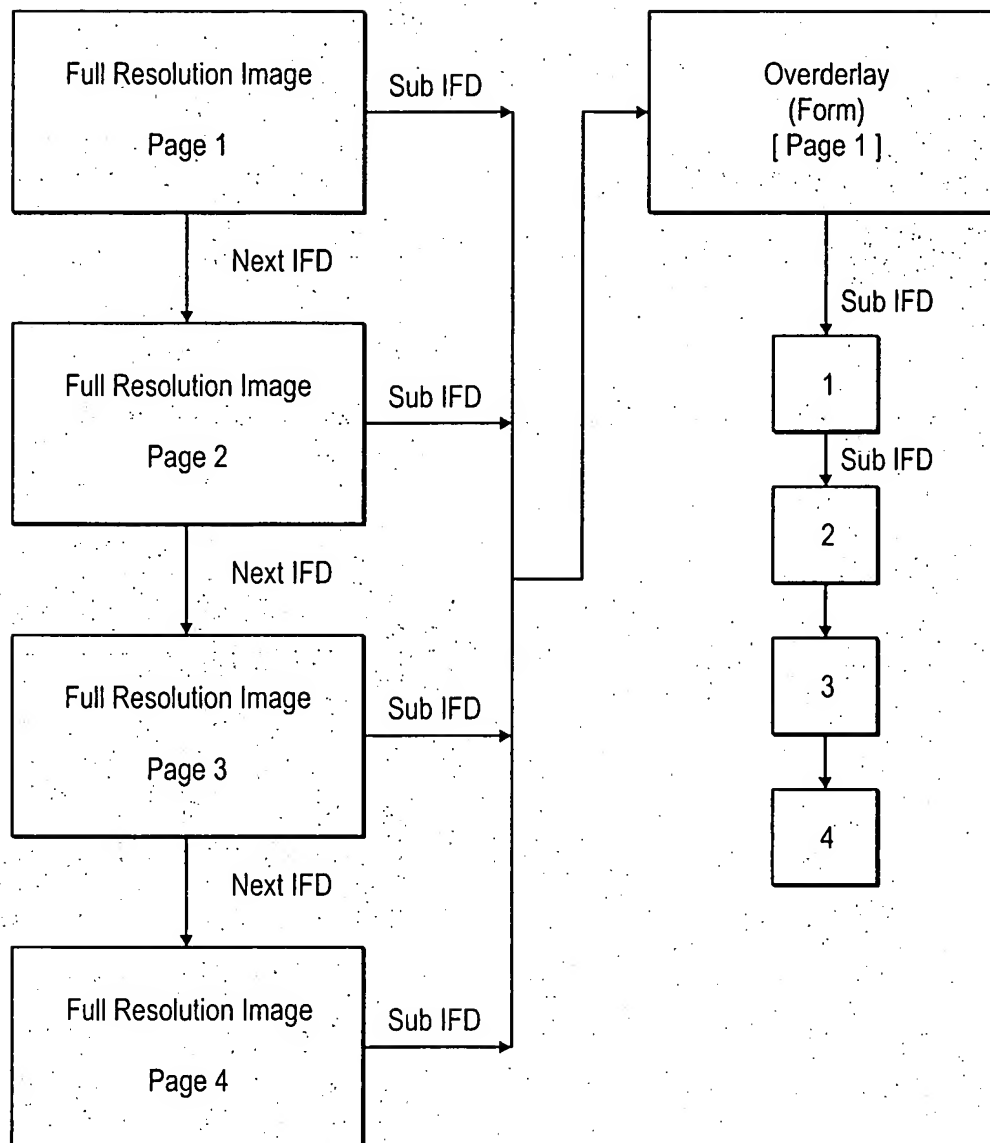 Full Resolution Image
Page 1
Sub IFD
Next IFD
Full Resolution Image
Page 2
Sub IFD
Next IFD
Full Resolution Image
Page 3
Sub IFD
Next IFD
Full Resolution Image
Page 4
Sub IFD
Overderlay
(Form)
[ Page 1 ]
Sub IFD
1
Sub IFD
2
3
4